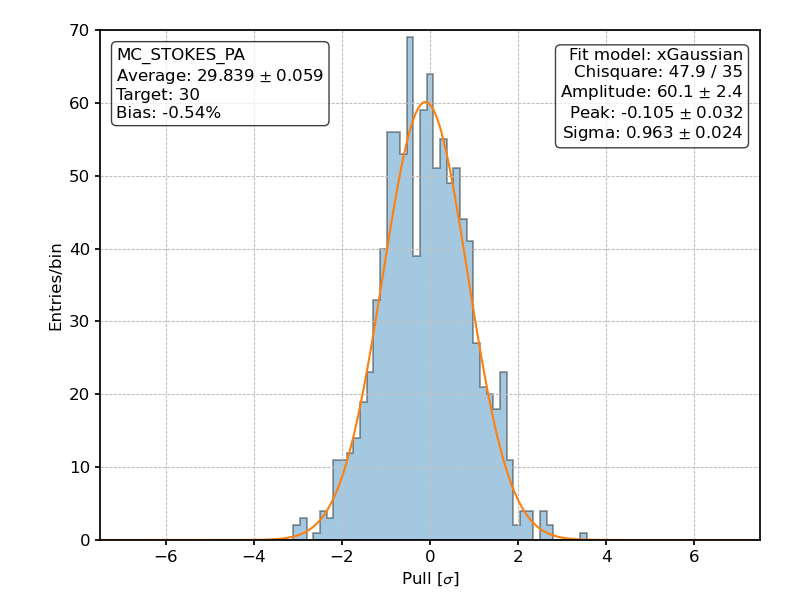 MC_STOKES_PA
Average: 29.839 ± 0.059
Target: 30
Bias: -0.54%
Fit model: xGaussian
Chisquare: 47.9 / 35
Amplitude: 60.1 ± 2.4
Peak: -0.105 ± 0.032
Sigma: 0.963 ± 0.024
70
60
50
40
30
20
10
0
Entries/bin
−6 −4 −2 0 2 4 6
Pull [σ]